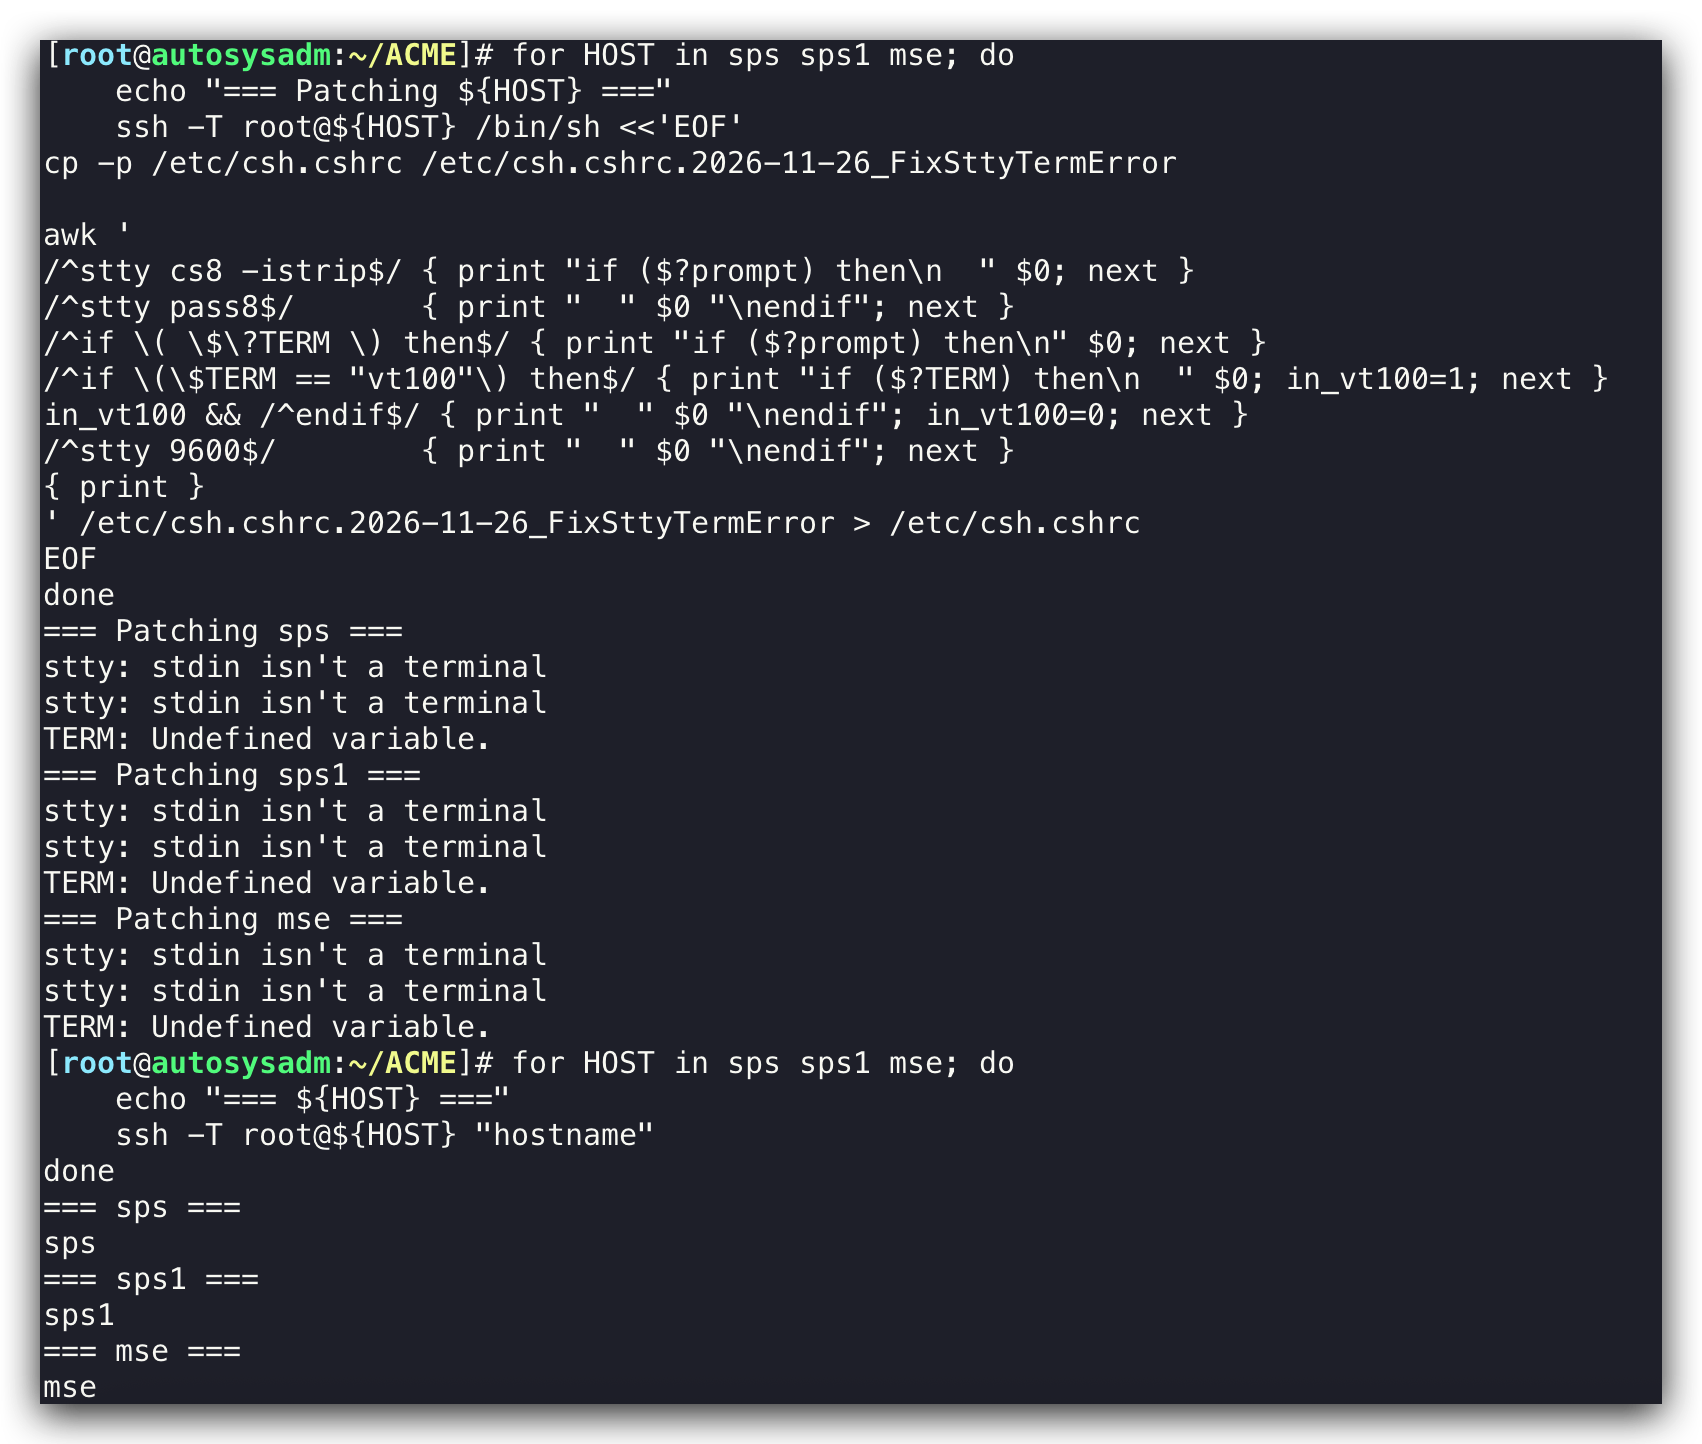 [root@autosysadm:~/ACME]# for HOST in sps sps1 mse; do
    echo "=== Patching ${HOST} ==="
    ssh -T root@${HOST} /bin/sh <<'EOF'
cp -p /etc/csh.cshrc /etc/csh.cshrc.2026-11-26_FixSttyTermError

awk '
/^stty cs8 -istrip$/ { print "if ($?prompt) then\n  " $0; next }
/^stty pass8$/        { print "  " $0 "\nendif"; next }
/^if \( \$\?TERM \) then$/ { print "if ($?prompt) then\n" $0; next }
/^if \(\$TERM == "vt100"\) then$/ { print "if ($?TERM) then\n  " $0; in_vt100=1; next }
in_vt100 && /^endif$/ { print "  " $0 "\nendif"; in_vt100=0; next }
/^stty 9600$/        { print "  " $0 "\nendif"; next }
{ print }
' /etc/csh.cshrc.2026-11-26_FixSttyTermError > /etc/csh.cshrc
EOF
done
=== Patching sps ===
stty: stdin isn't a terminal
stty: stdin isn't a terminal
TERM: Undefined variable.
=== Patching sps1 ===
stty: stdin isn't a terminal
stty: stdin isn't a terminal
TERM: Undefined variable.
=== Patching mse ===
stty: stdin isn't a terminal
stty: stdin isn't a terminal
TERM: Undefined variable.
[root@autosysadm:~/ACME]# for HOST in sps sps1 mse; do
    echo "=== ${HOST} ==="
    ssh -T root@${HOST} "hostname"
done
=== sps ===
sps
=== sps1 ===
sps1
=== mse ===
mse